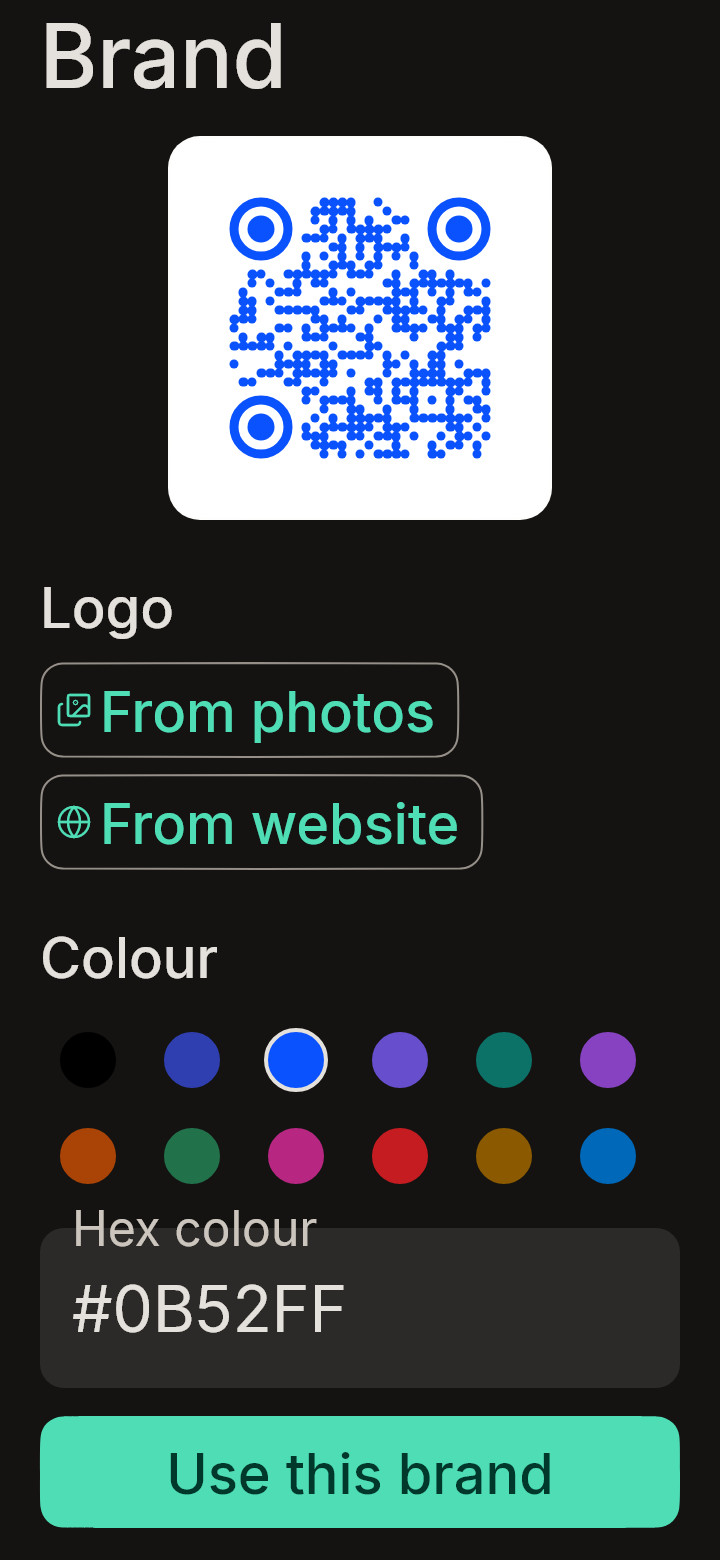 Brand
Logo
From photos
From website
Colour
Hex colour
#0B52FF
Use this brand